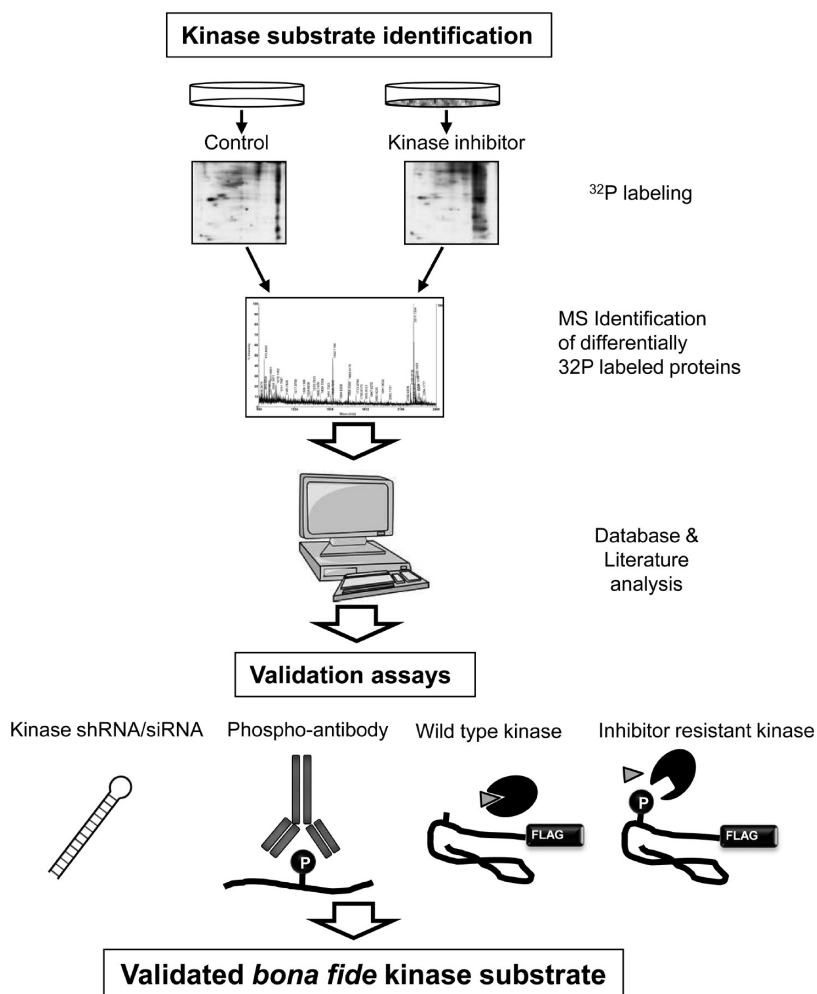 Kinase substrate identification
Control
Kinase inhibitor
32P labeling
MS Identification
of differentially
32P labeled proteins
Database &
Literature
analysis
Validation assays
Kinase shRNA/siRNA
Phospho-antibody
Wild type kinase
Inhibitor resistant kinase
P
P
FLAG
FLAG
Validated bona fide kinase substrate